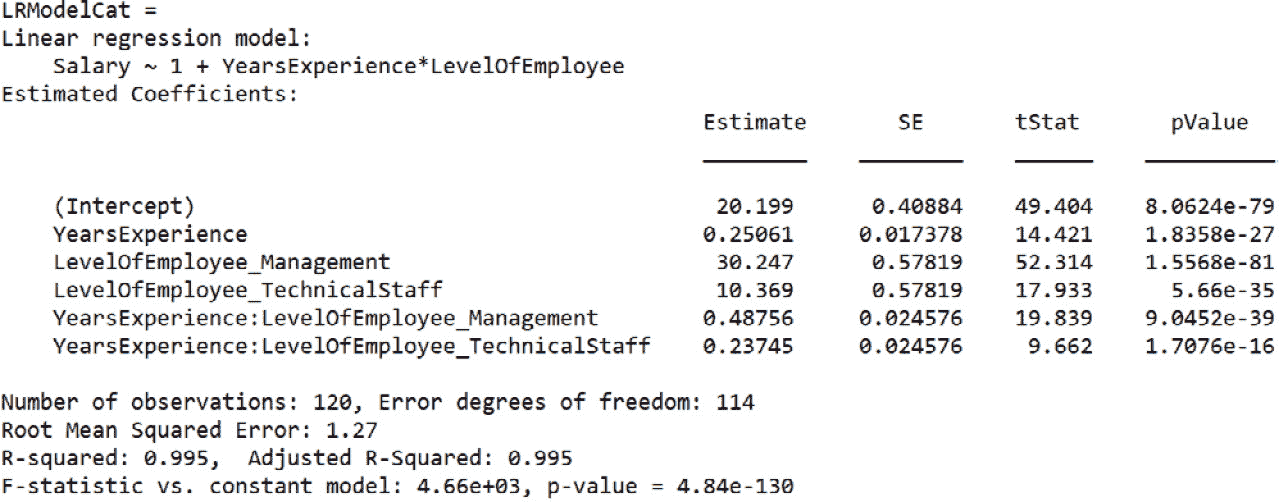 LRModelCat =
Linear regression model:
Salary ~ 1 + YearsExperience*LevelOfEmployee
Estimated Coefficients:
Estimate SE tStat pValue
(Intercept) 20.199 0.40884 49.404 8.0624e-79
YearsExperience 0.25061 0.017378 14.421 1.8358e-27
LevelOfEmployee_Management 30.247 0.57819 52.314 1.5568e-81
LevelOfEmployee_TechnicalStaff 10.369 0.57819 17.933 5.66e-35
YearsExperience:LevelOfEmployee_Management 0.48756 0.024576 19.839 9.0452e-39
YearsExperience:LevelOfEmployee_TechnicalStaff 0.23745 0.024576 9.662 1.7076e-16
Number of observations: 120, Error degrees of freedom: 114
Root Mean Squared Error: 1.27
R-squared: 0.995, Adjusted R-Squared: 0.995
F-statistic vs. constant model: 4.66e+03, p-value = 4.84e-130